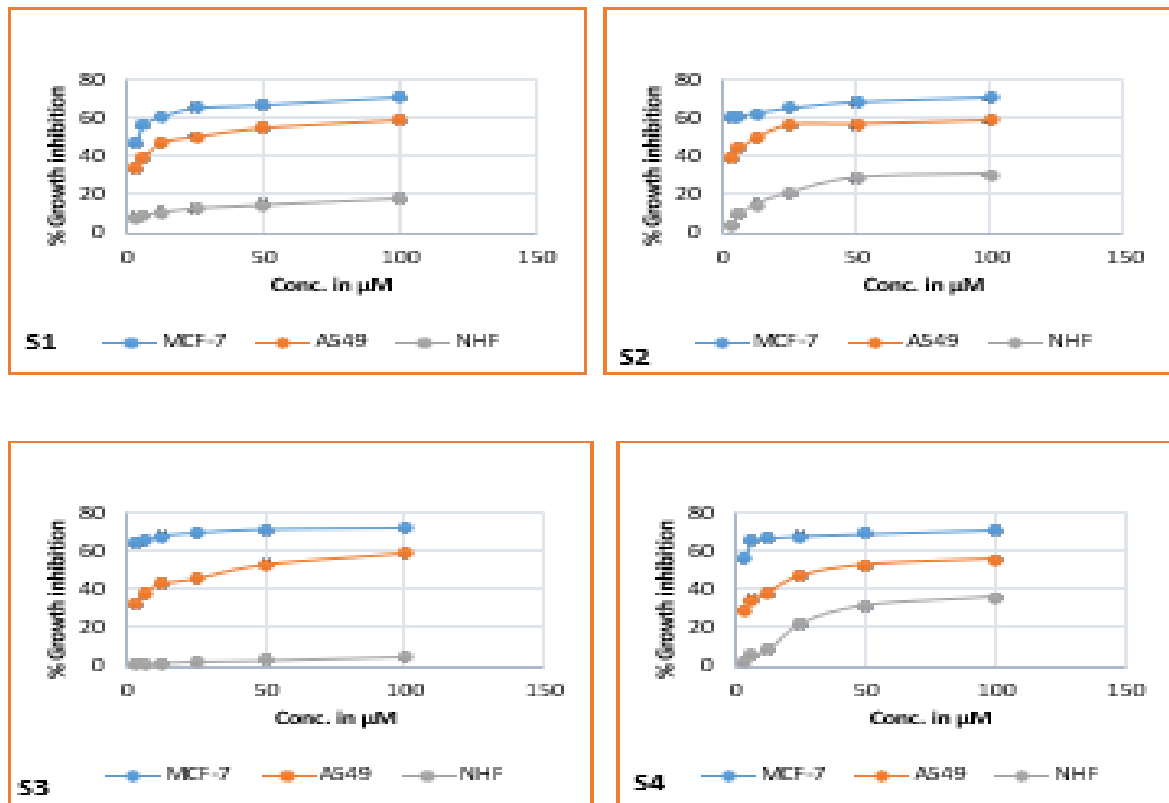 80
60
40
20
0
% Growth inhibition
0 50 100 150
Conc. in µM
S1 MCF-7 A549 NHF
80
60
40
20
0
% Growth inhibition
0 50 100 150
Conc. in µM
S2 MCF-7 A549 NHF
80
60
40
20
0
% Growth inhibition
0 50 100 150
Conc. in µM
S3 MCF-7 A549 NHF
80
60
40
20
0
% Growth inhibition
0 50 100 150
Conc. in µM
S4 MCF-7 A549 NHF